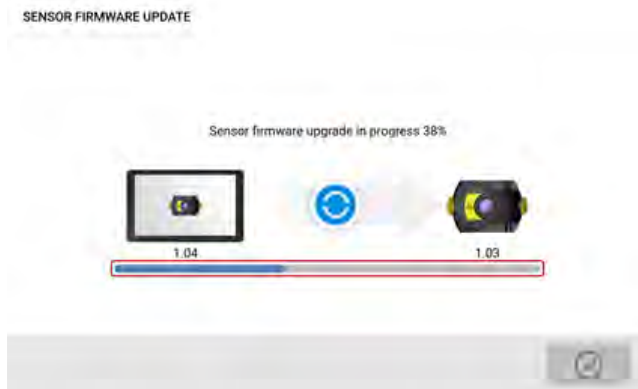 SENSOR FIRMWARE UPDATE
Sensor firmware upgrade in progress 38%
1.04 1.03